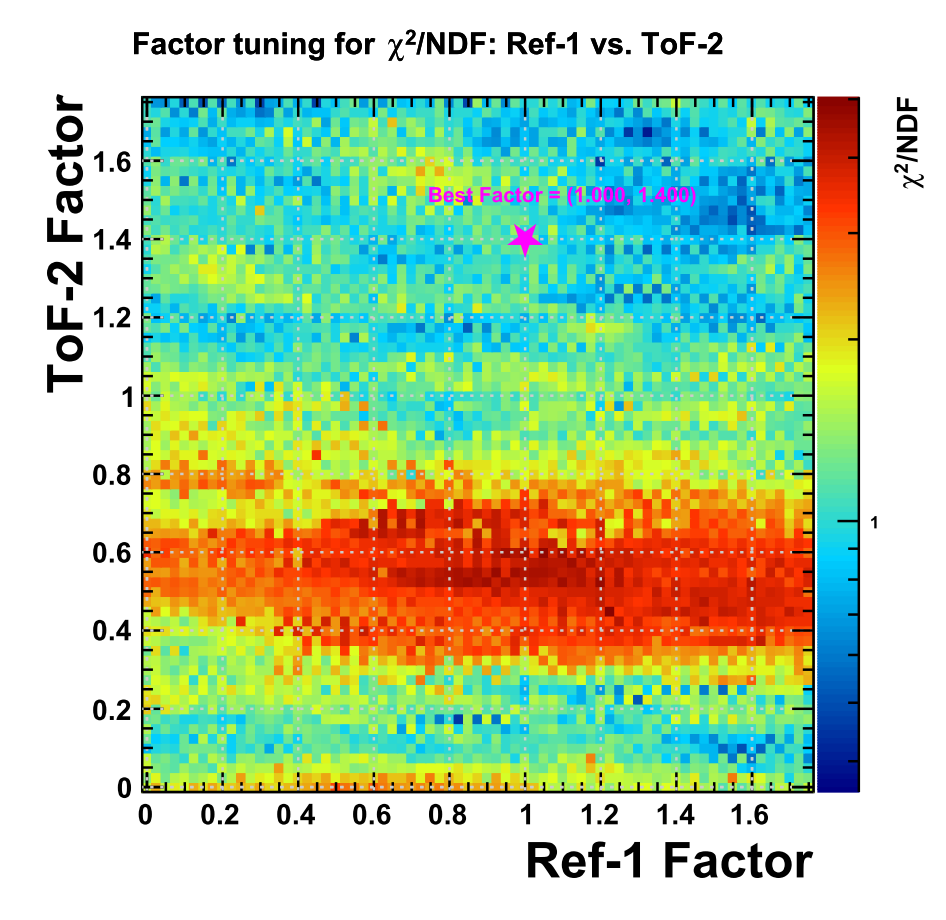 Factor tuning for χ²/NDF: Ref-1 vs. ToF-2
ToF-2 Factor
χ²/NDF
1.6
1.4
1.2
1
0.8
0.6
0.4
0.2
0
Best Factor = (1.000, 1.400)
1
0 0.2 0.4 0.6 0.8 1 1.2 1.4 1.6
Ref-1 Factor